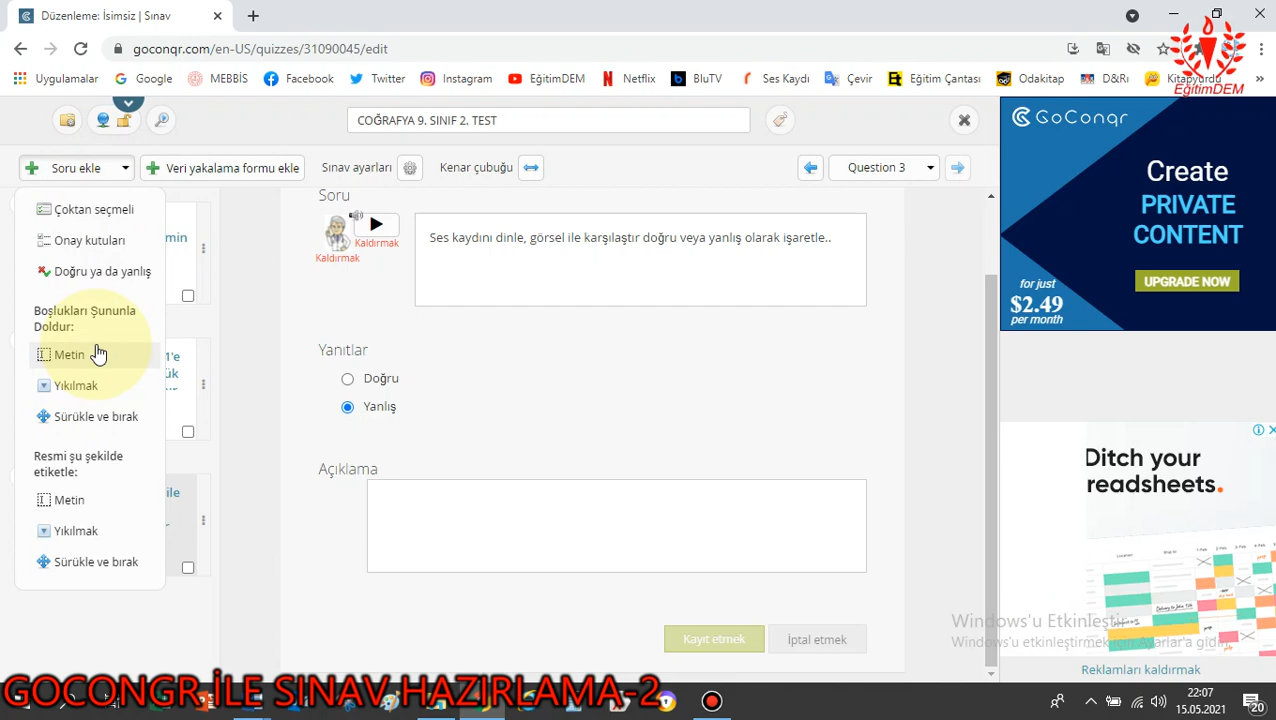 Düzenleme: İsimsiz | Sınav
goconqr.com/en-US/quizzes/31090045/edit
Uygulamalar
Google
MEBBİS
Facebook
Twitter
Instagram
EğitimDEM
Netflix
BluTV
Ses Kaydı
Çevir
Eğitim Çantası
Odakitap
D&Rı
Kitapyurdu
EğitimDEM
COĞRAFYA 9. SINIF 2. TEST
Soru ekle
Veri yakalama formu ekle
Sınav ayarları
Kenar çubuğu
Question 3
Çoktan seçmeli
Onay kutuları
Doğru ya da yanlış
Boşlukları Şununla
Doldur:
Metin
Yıkılmak
Sürükle ve bırak
Resmi şu şekilde
etiketle:
Metin
Yıkılmak
Sürükle ve bırak
Soru
Kaldırmak
Kaldırmak
Ses kaydını dinle, görsel ile karşılaştır doğru veya yanlış olarak işaretle..
Yanıtlar
Doğru
Yanlış
Açıklama
Kayıt etmek
İptal etmek
GoConqr
Create
PRIVATE
CONTENT
for just
$2.49
per month
UPGRADE NOW
Ditch your
readsheets.
Windows'u Etkinleştir
Windows'u etkinleştirmek için Ayarlar'a gidin.
Reklamları kaldırmak
GOCONGR İLE SINAV HAZIRLAMA-2
22:07
15.05.2021
20